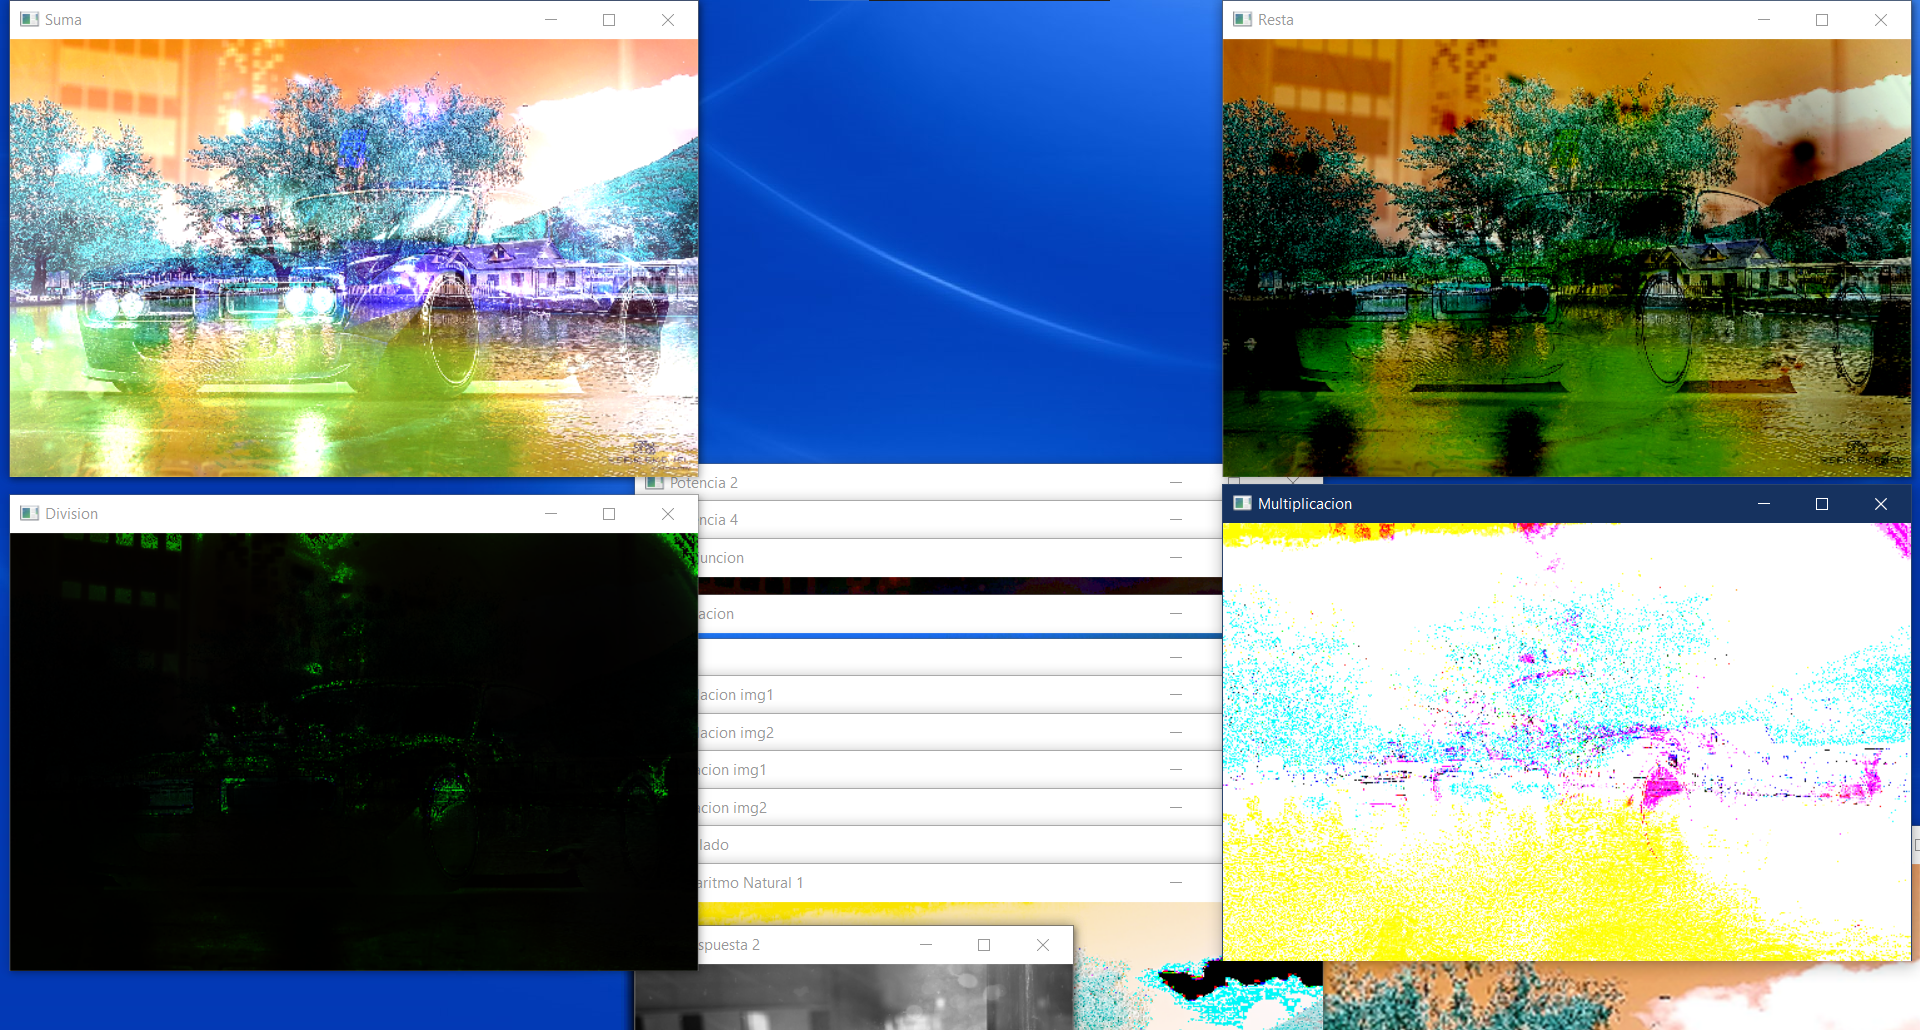 Suma
Resta
Potencia 2
ncia 4
uncion
acion
acion img1
acion img2
cion img1
cion img2
lado
aritmo Natural 1
spuesta 2
Division
Multiplicacion